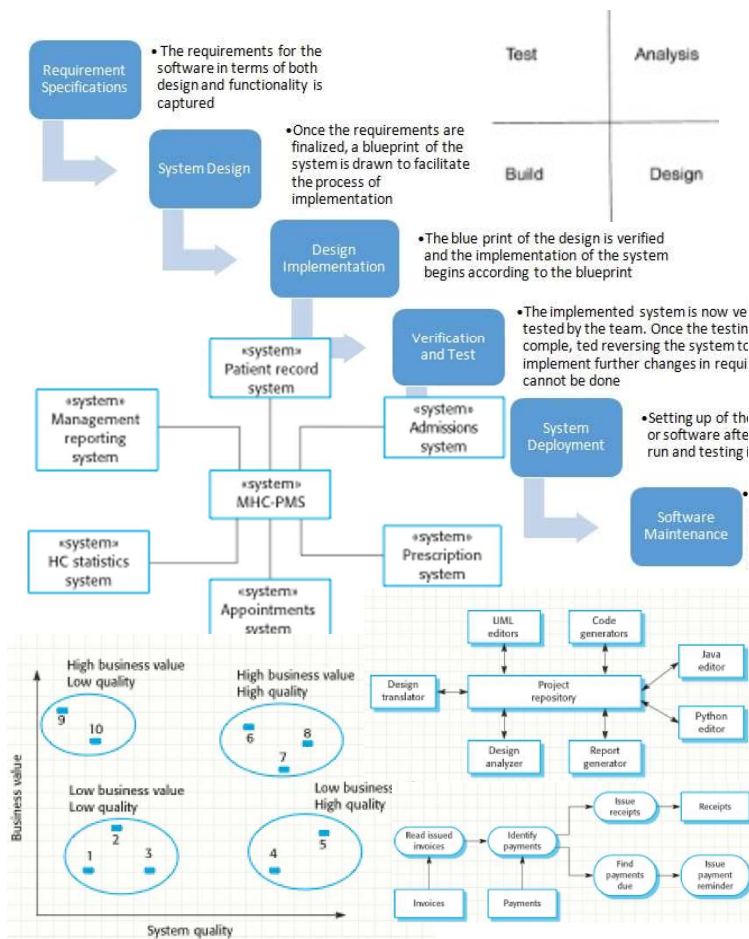 Requirement
Specifications
• The requirements for the
software in terms of both
design and functionality is
captured
Test
Analysis
Build
Design
System Design
•Once the requirements are
finalized, a blueprint of the
system is drawn to facilitate
the process of
implementation
Design
Implementation
•The blue print of the design is verified
and the implementation of the system
begins according to the blueprint
Verification
and Test
•The implemented system is now ve
tested by the team. Once the testin
comple, ted reversing the system to
implement further changes in requi
cannot be done
System
Deployment
•Setting up of the
or software afte
run and testing i
Software
Maintenance
•
«system»
Patient record
system
«system»
Management
reporting
system
«system»
Admissions
system
«system»
MHC-PMS
«system»
HC statistics
system
«system»
Prescription
system
«system»
Appointments
system
UML
editors
Code
generators
Java
editor
Design
translator
Project
repository
Python
editor
Design
analyzer
Report
generator
Business value
High business value
Low quality
9
10
High business value
High quality
6
8
7
Low business value
Low quality
2
1
3
Low business
High quality
5
4
System quality
Issue
receipts
Receipts
Read issued
invoices
Identify
payments
Find
payments
due
Issue
payment
reminder
Invoices
Payments